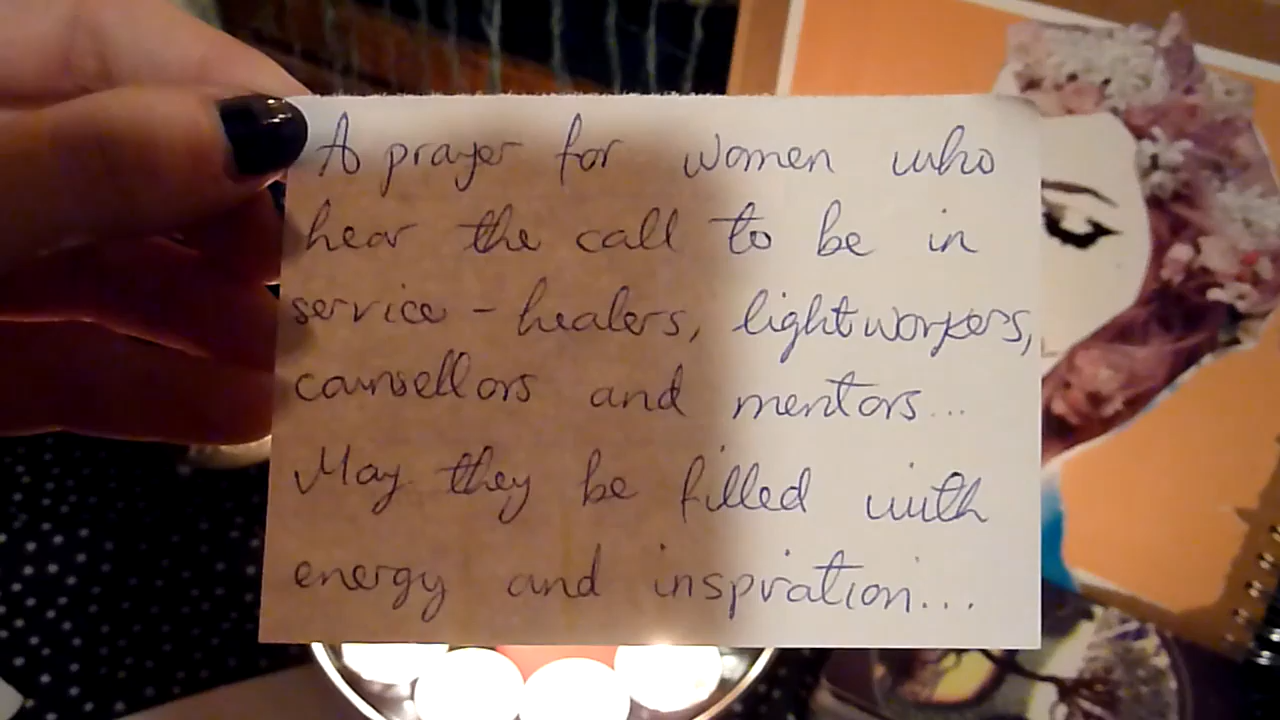 A prayer for women who
hear the call to be in
service - healers, lightworkers,
counsellors and mentors...
May they be filled with
energy and inspiration...